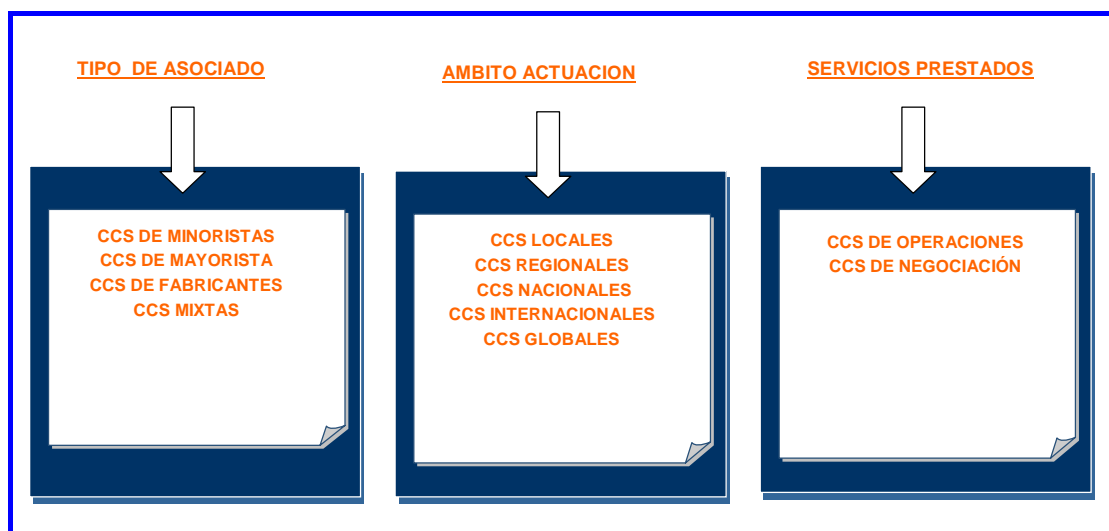 TIPO DE ASOCIADO
CCS DE MINORISTAS
CCS DE MAYORISTA
CCS DE FABRICANTES
CCS MIXTAS
AMBITO ACTUACION
CCS LOCALES
CCS REGIONALES
CCS NACIONALES
CCS INTERNACIONALES
CCS GLOBALES
SERVICIOS PRESTADOS
CCS DE OPERACIONES
CCS DE NEGOCIACIÓN